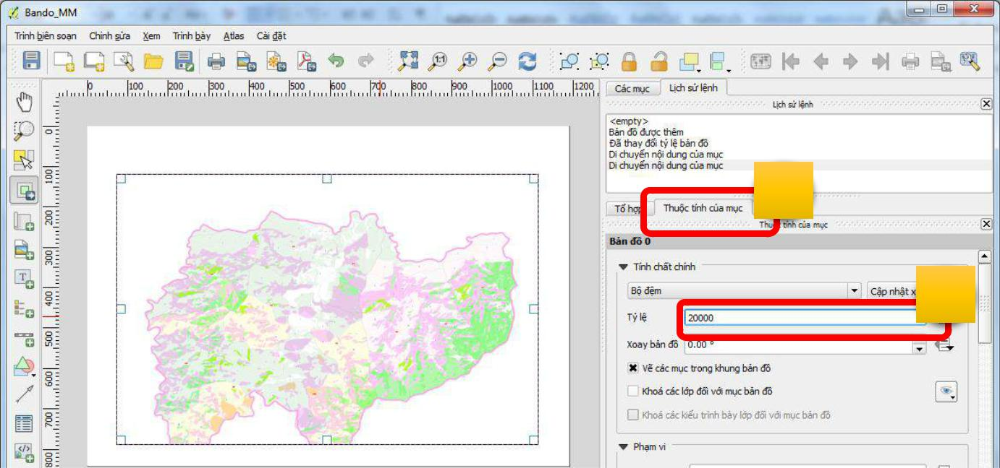 Bando_MM
Trình biên soạn Chỉnh sửa Xem Trình bày Atlas Cài đặt
1:1
0 100 200 300 400 500 600 700 800 900 1000 1100 1200
0
100
200
300
400
500
600
700
800
Các mục Lịch sử lệnh
Lịch sử lệnh
<empty>
Bản đồ được thêm
Đã thay đổi tỷ lệ bản đồ
Di chuyển nội dung của mục
Di chuyển nội dung của mục
Tổ hợp Thuộc tính của mục
Thuộc tính của mục
Bản đồ 0
Tính chất chính
Bộ đệm Cập nhật x
Tỷ lệ 20000
Xoay bản đồ 0.00 °
Vẽ các mục trong khung bản đồ
Khoá các lớp đối với mục bản đồ
Khoá các kiểu trình bày lớp đối với mục bản đồ
Phạm vi